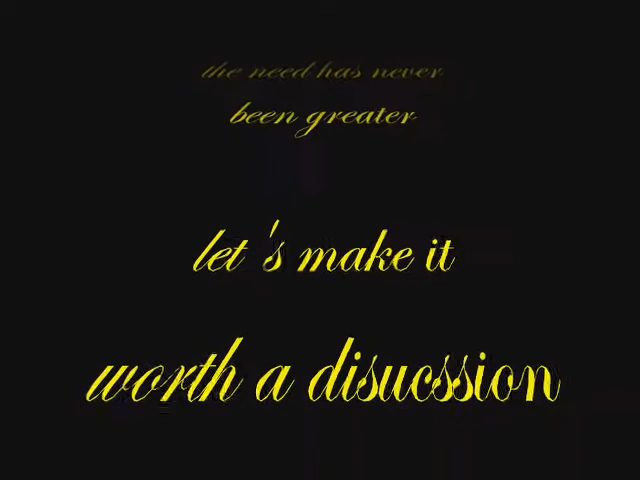 the need has never
been greater
let 's make it
worth a disucssion